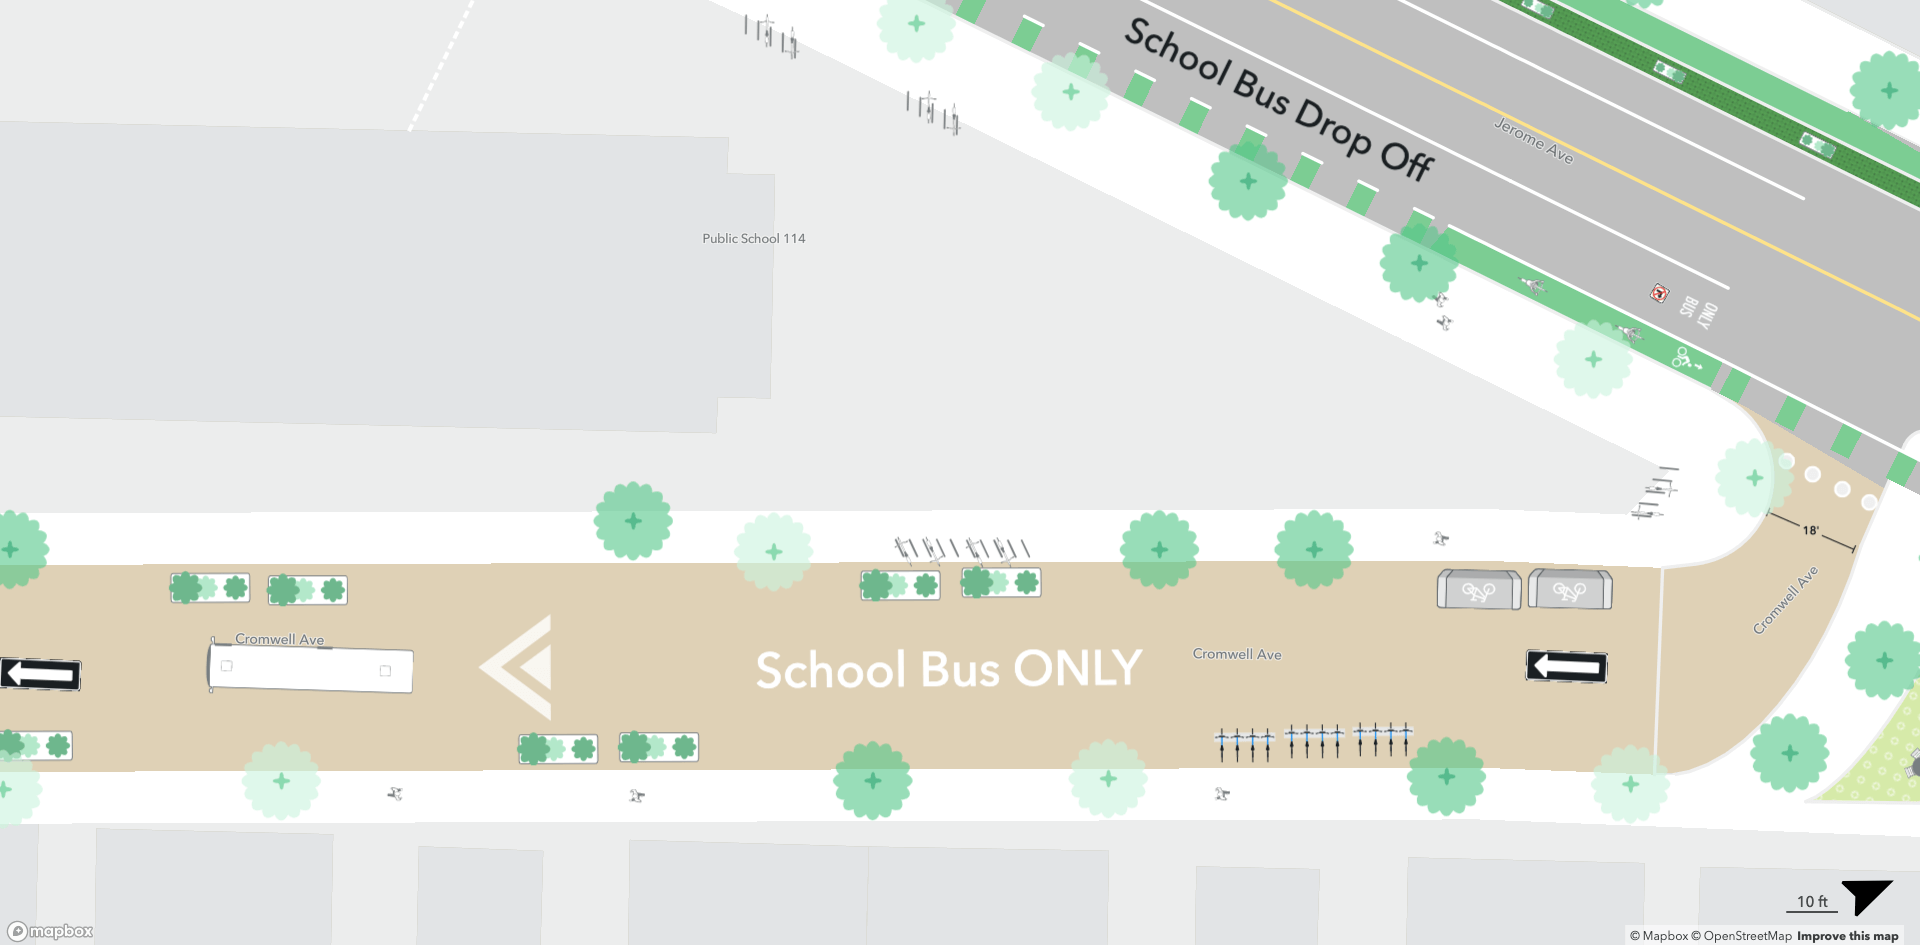 School Bus Drop Off
Jerome Ave
Public School 114
ONLY
BUS
18'
Cromwell Ave
Cromwell Ave
School Bus ONLY
Cromwell Ave
10 ft
mapbox
© Mapbox © OpenStreetMap Improve this map